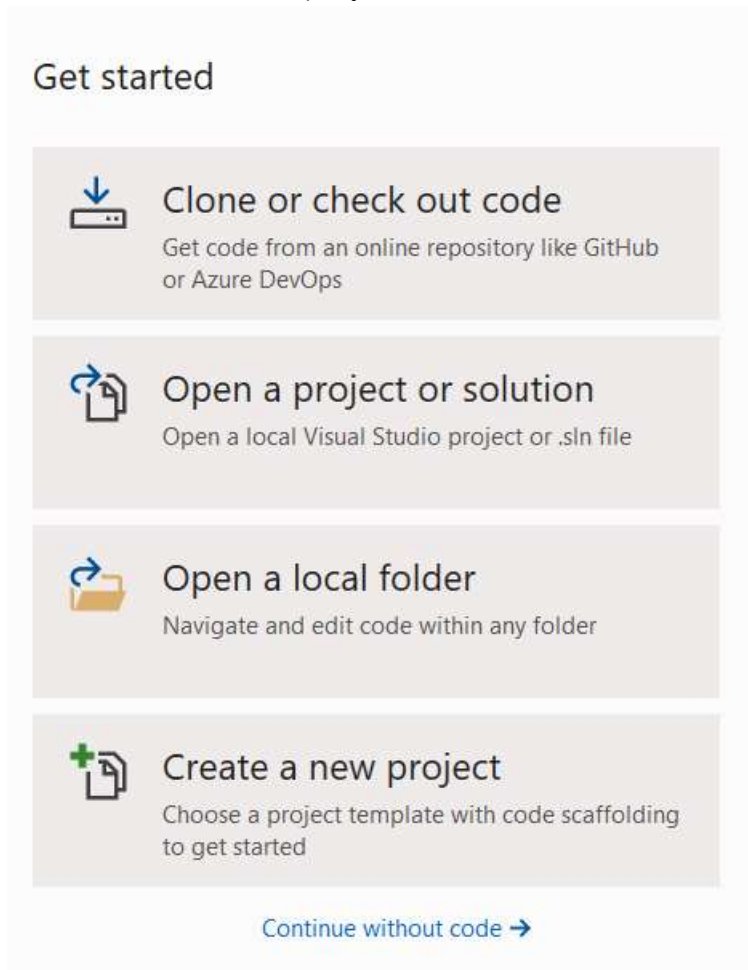 Get started
Clone or check out code
Get code from an online repository like GitHub
or Azure DevOps
Open a project or solution
Open a local Visual Studio project or .sln file
Open a local folder
Navigate and edit code within any folder
Create a new project
Choose a project template with code scaffolding
to get started
Continue without code →